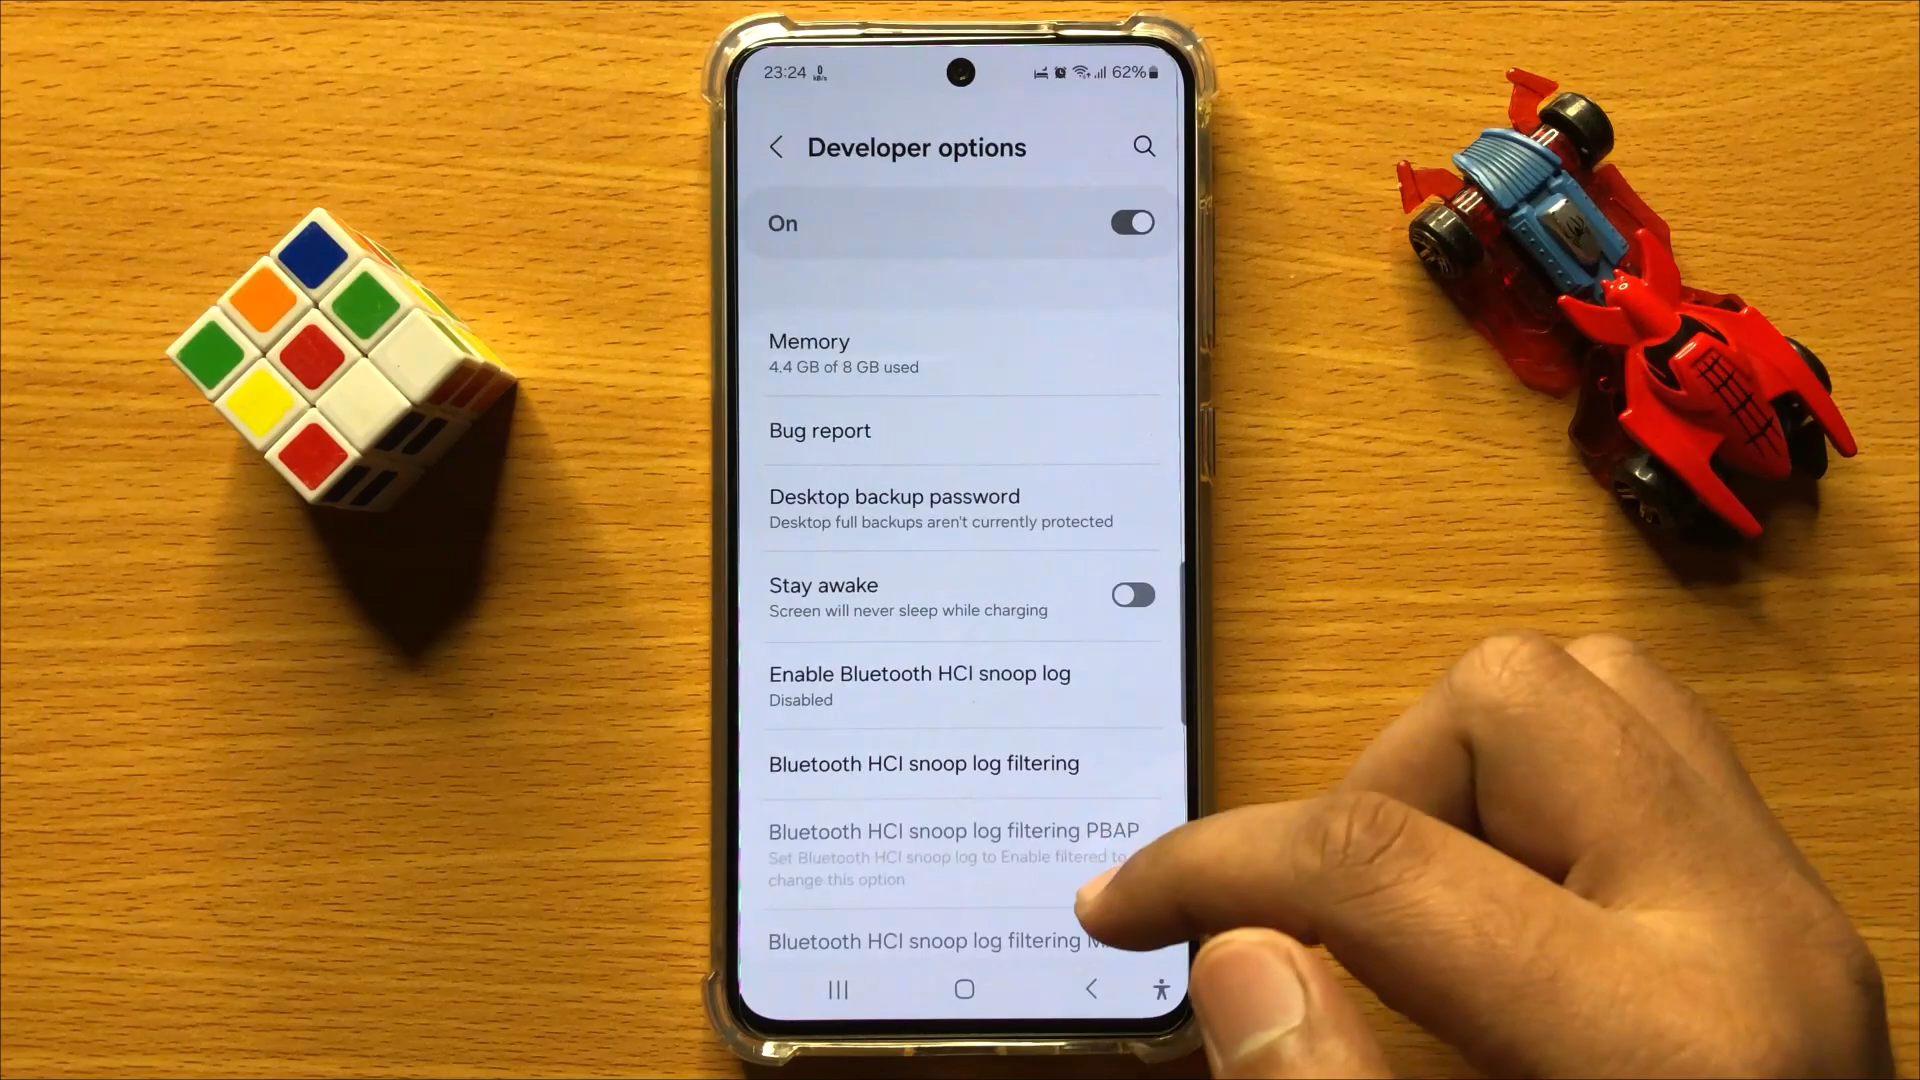 23:24 0 KB/s 62%
Developer options
On
Memory
4.4 GB of 8 GB used
Bug report
Desktop backup password
Desktop full backups aren't currently protected
Stay awake
Screen will never sleep while charging
Enable Bluetooth HCI snoop log
Disabled
Bluetooth HCI snoop log filtering
Bluetooth HCI snoop log filtering PBAP
Set Bluetooth HCI snoop log to Enable filtered to
change this option
Bluetooth HCI snoop log filtering